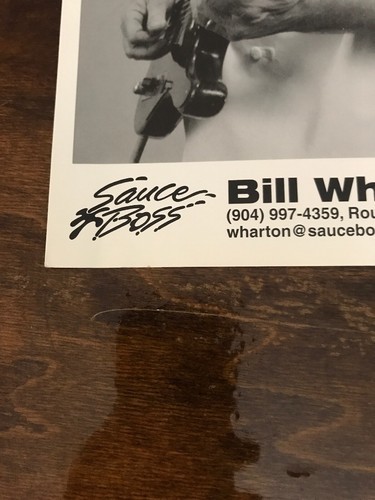 Sauce
Boss
Bill Wh
(904) 997-4359, Rou
wharton@saucebo